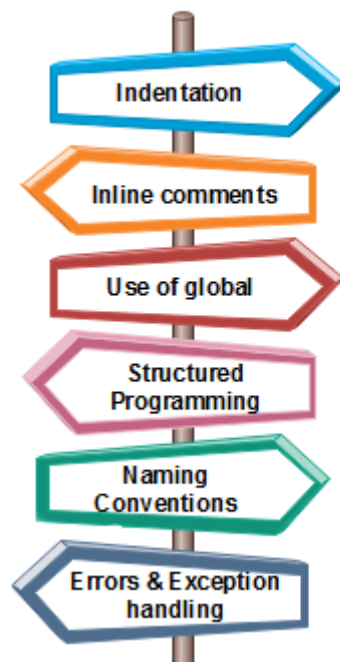 Indentation
Inline comments
Use of global
Structured
Programming
Naming
Conventions
Errors & Exception
handling